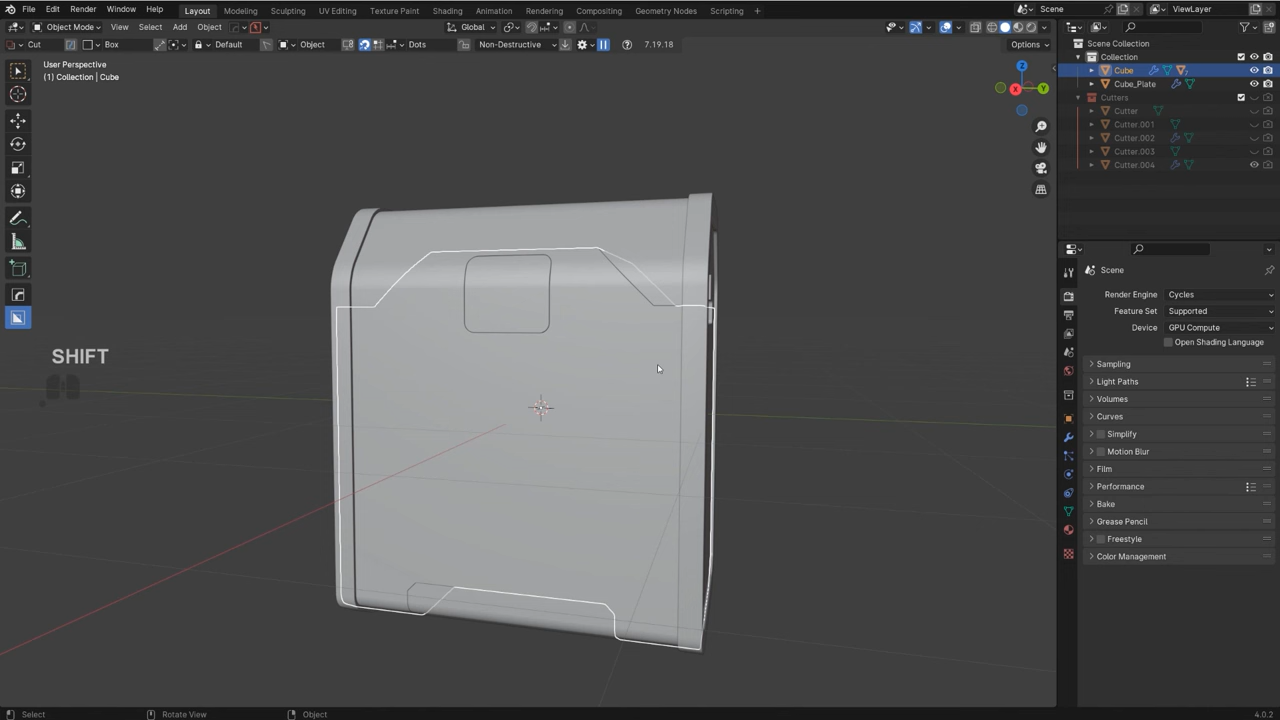 File Edit Render Window Help Layout Modeling Sculpting UV Editing Texture Paint Shading Animation Rendering Compositing Geometry Nodes Scripting Scene ViewLayer
Object Mode View Select Add Object Global
Cut Box Default Object Dots Non-Destructive 7.19.18 Options
User Perspective
(1) Collection | Cube
Z
X
Y
SHIFT
Scene Collection
Collection
Cube
7
Cube_Plate
Cutters
Cutter
Cutter.001
Cutter.002
Cutter.003
Cutter.004
Scene
Render Engine Cycles
Feature Set Supported
Device GPU Compute
Open Shading Language
Sampling
Light Paths
Volumes
Curves
Simplify
Motion Blur
Film
Performance
Bake
Grease Pencil
Freestyle
Color Management
Select Rotate View Object 4.0.2